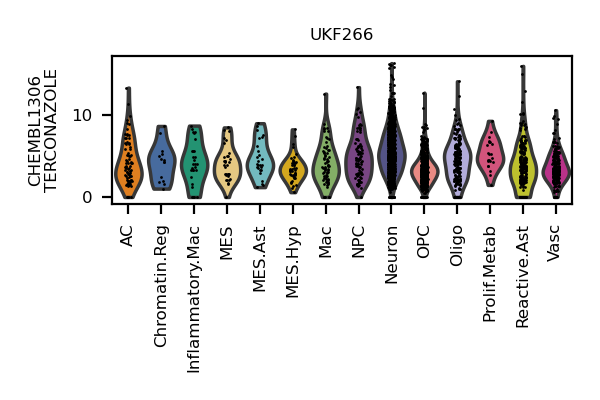 UKF266
CHEMBL1306
TERCONAZOLE
10
0
AC
Chromatin.Reg
Inflammatory.Mac
MES
MES.Ast
MES.Hyp
Mac
NPC
Neuron
OPC
Oligo
Prolif.Metab
Reactive.Ast
Vasc